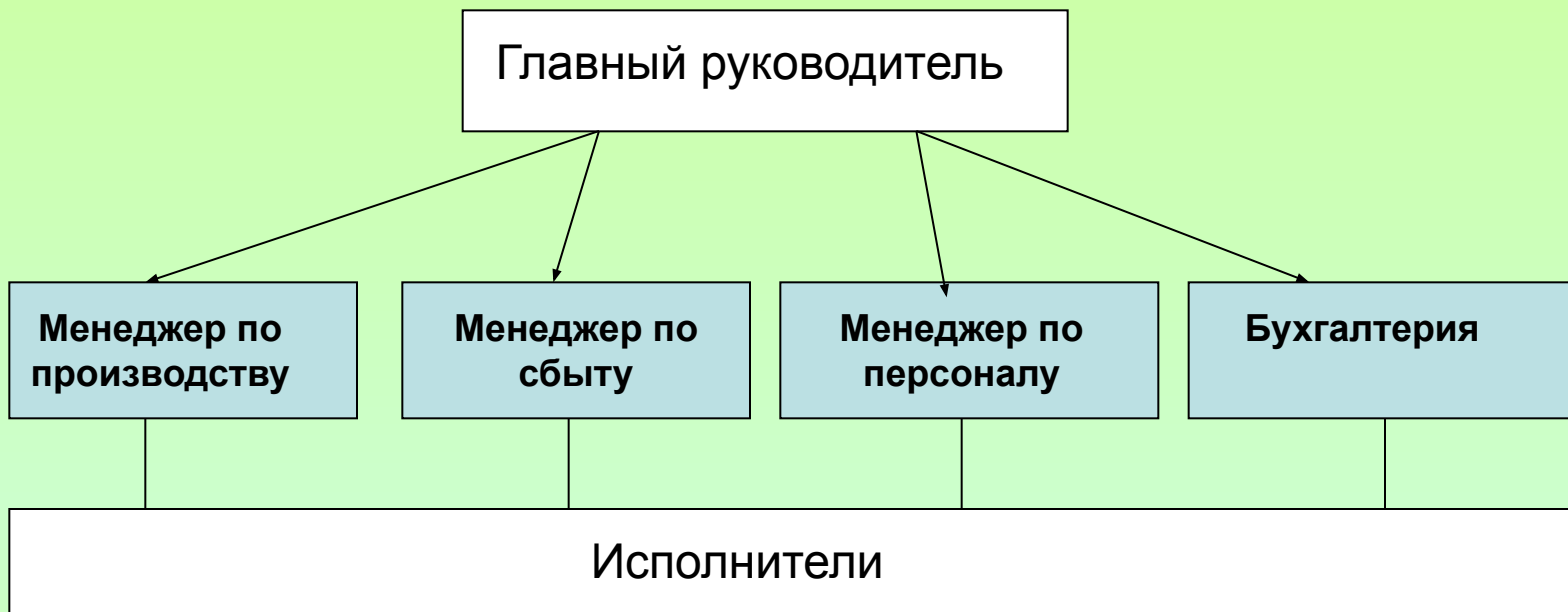 Главный руководитель
Менеджер по
производству
Менеджер по
сбыту
Менеджер по
персоналу
Бухгалтерия
Исполнители